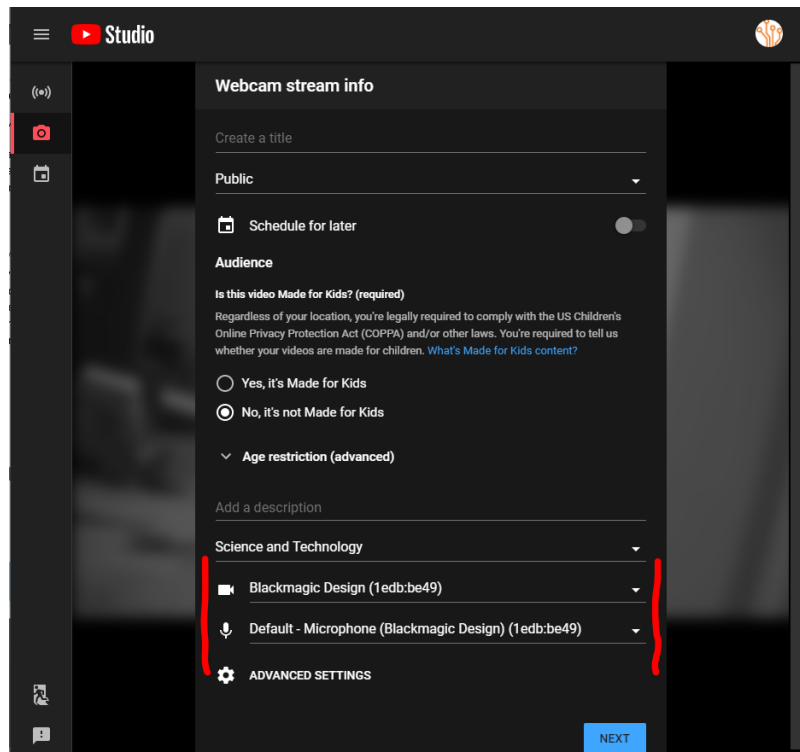 Studio
Webcam stream info
Create a title
Public
Schedule for later
Audience
Is this video Made for Kids? (required)
Regardless of your location, you're legally required to comply with the US Children's
Online Privacy Protection Act (COPPA) and/or other laws. You're required to tell us
whether your videos are made for children. What's Made for Kids content?
Yes, it's Made for Kids
No, it's not Made for Kids
Age restriction (advanced)
Add a description
Science and Technology
Blackmagic Design (1edb:be49)
Default - Microphone (Blackmagic Design) (1edb:be49)
ADVANCED SETTINGS
NEXT